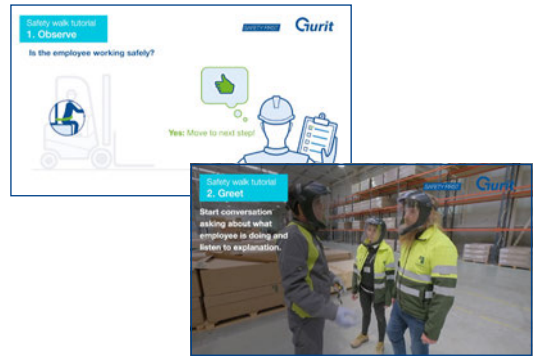 Safety walk tutorial
1. Observe
SAFETY FIRST
Gurit
Is the employee working safely?
Yes: Move to next step!
Safety walk tutorial
2. Greet
SAFETY FIRST
Gurit
Start conversation
asking about what
employee is doing and
listen to explanation.